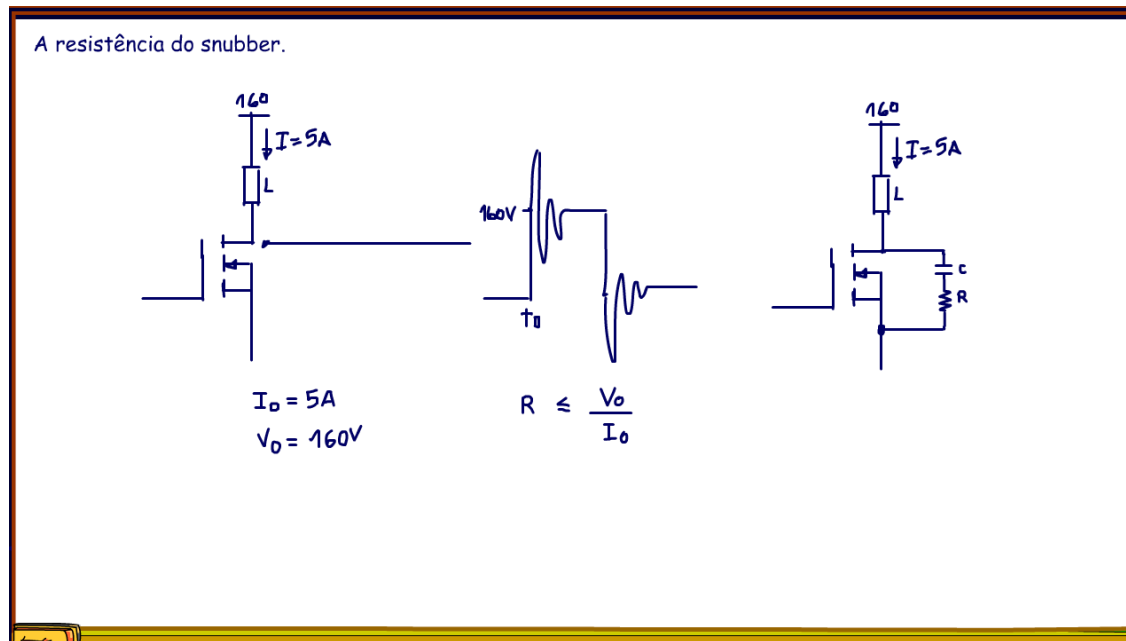 A resistência do snubber.
160
I=5A
L
160V
t0
160
I=5A
L
C
R
I0 = 5A
V0 = 160V
R ≤ V0
I0